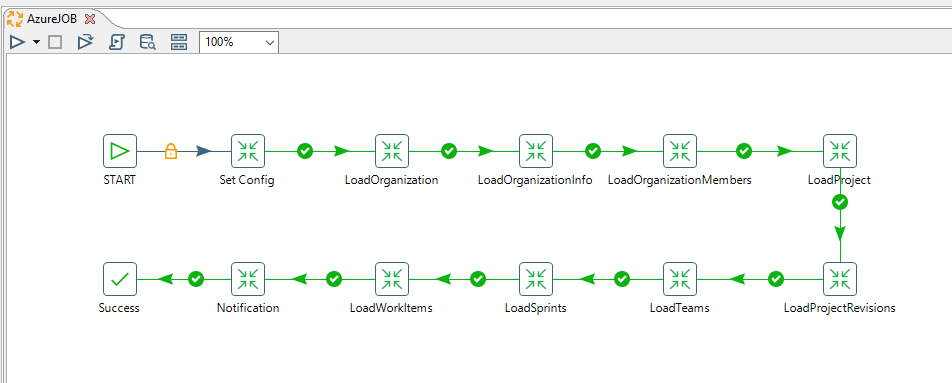 AzureJOB
100%
START
Set Config
LoadOrganization
LoadOrganizationInfo
LoadOrganizationMembers
LoadProject
Success
Notification
LoadWorkItems
LoadSprints
LoadTeams
LoadProjectRevisions